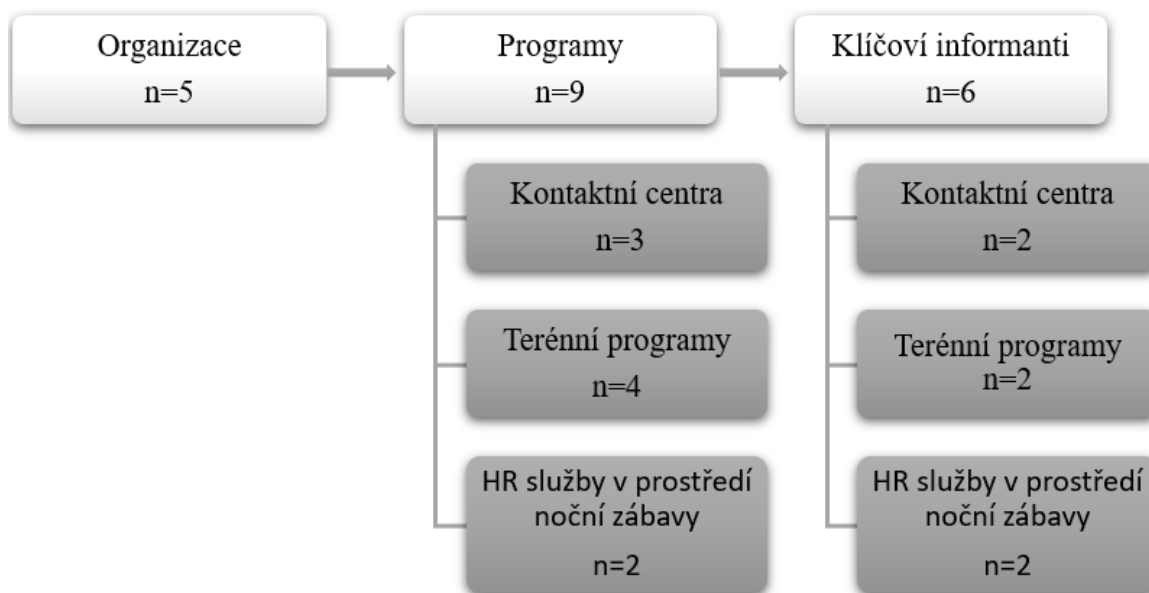 Organizace
n=5
Programy
n=9
Klíčoví informanti
n=6
Kontaktní centra
n=3
Terénní programy
n=4
HR služby v prostředí
noční zábavy
n=2
Kontaktní centra
n=2
Terénní programy
n=2
HR služby v prostředí
noční zábavy
n=2